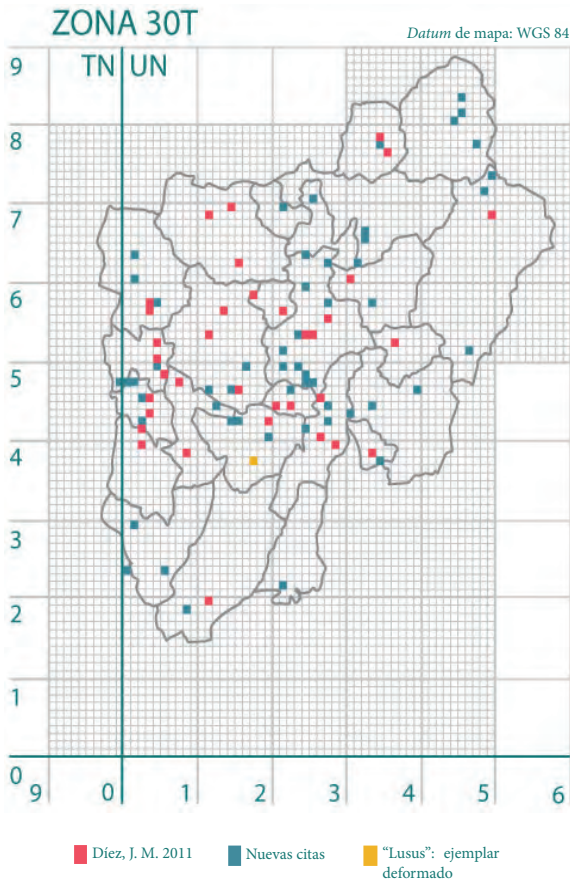 ZONA 30T
Datum de mapa: WGS 84
TN UN
9
8
7
6
5
4
3
2
1
0
9 0 1 2 3 4 5 6
Díez, J. M. 2011
Nuevas citas
"Lusus": ejemplar
deformado